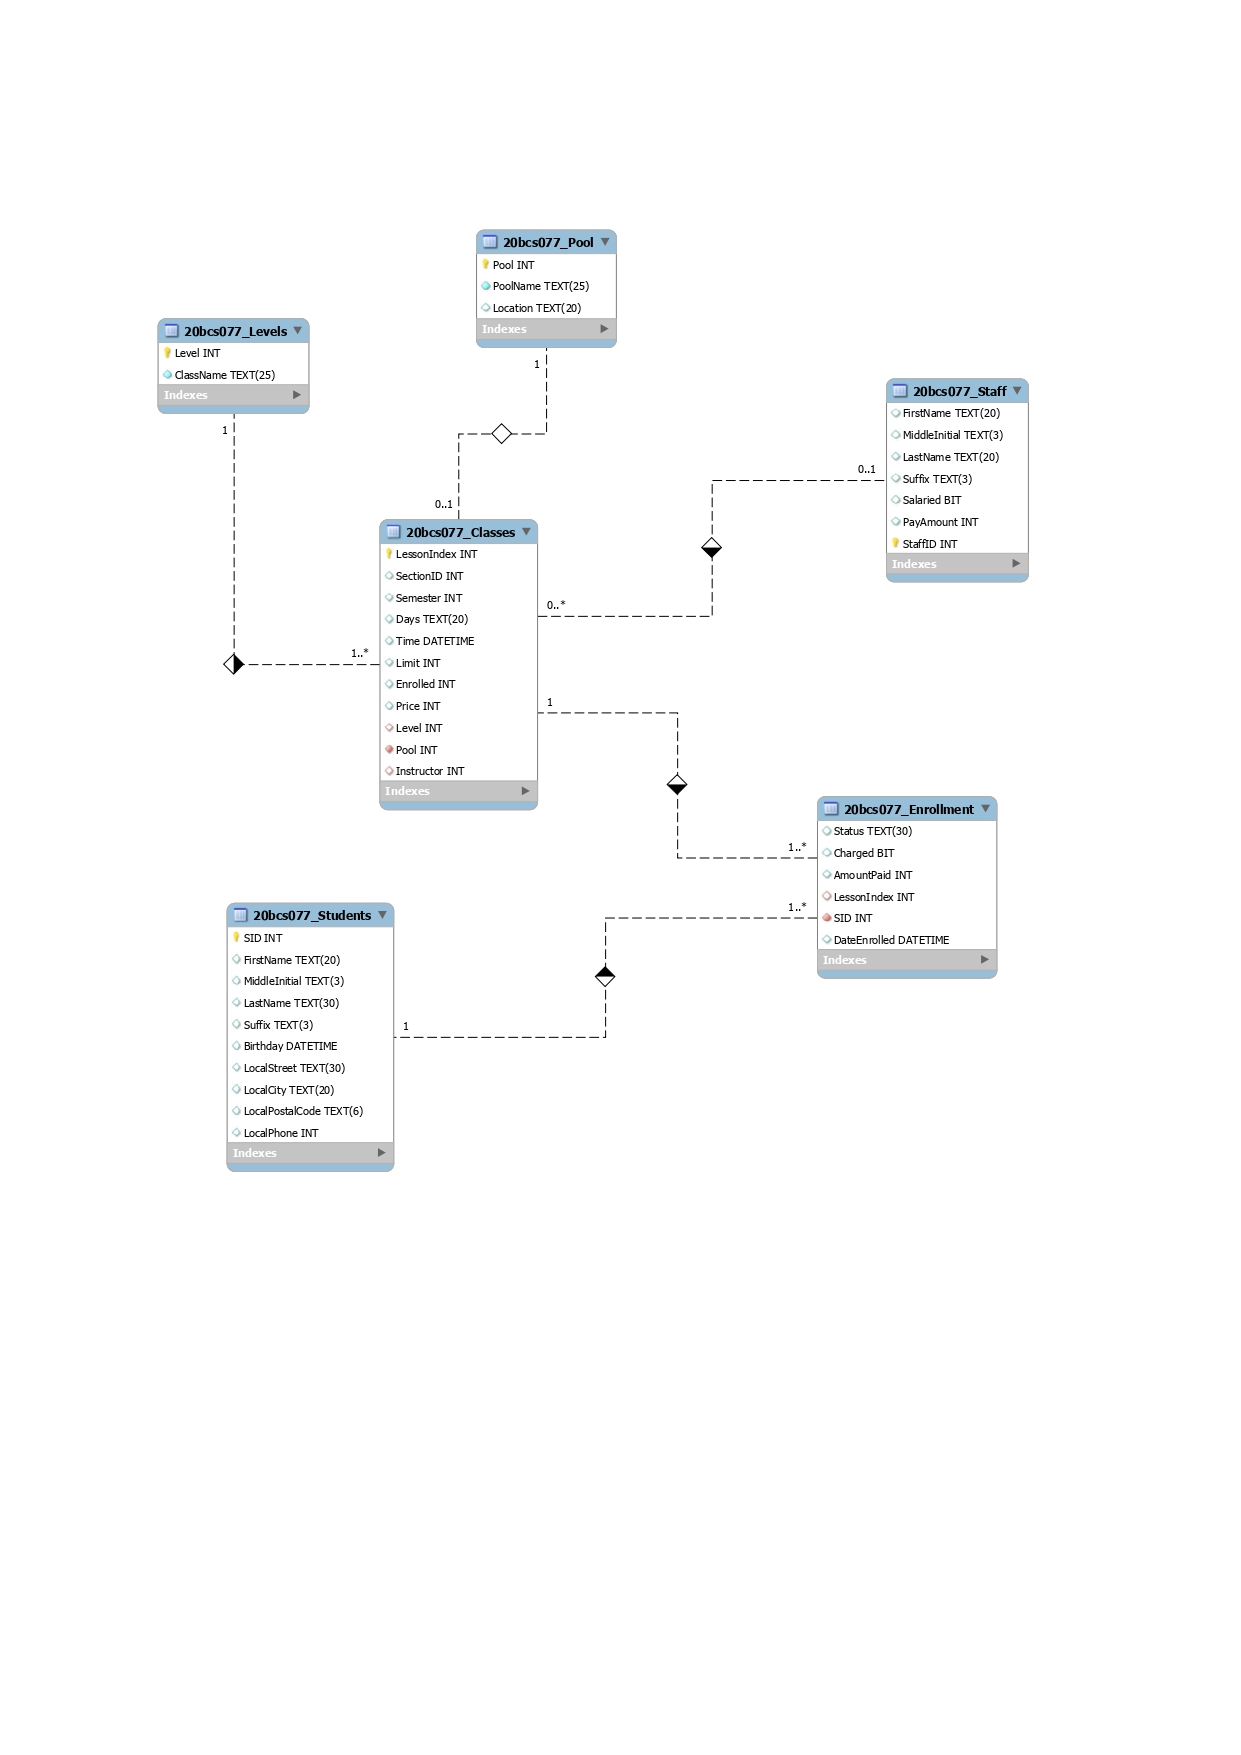 20bcs077_Pool
Pool INT
PoolName TEXT(25)
Location TEXT(20)
Indexes
1
0..1
20bcs077_Levels
Level INT
ClassName TEXT(25)
Indexes
1
1..*
20bcs077_Staff
FirstName TEXT(20)
MiddleInitial TEXT(3)
LastName TEXT(20)
Suffix TEXT(3)
Salaried BIT
PayAmount INT
StaffID INT
Indexes
0..1
0..*
20bcs077_Classes
LessonIndex INT
SectionID INT
Semester INT
Days TEXT(20)
Time DATETIME
Limit INT
Enrolled INT
Price INT
Level INT
Pool INT
Instructor INT
Indexes
1
1..*
20bcs077_Enrollment
Status TEXT(30)
Charged BIT
AmountPaid INT
LessonIndex INT
SID INT
DateEnrolled DATETIME
Indexes
1..*
1
20bcs077_Students
SID INT
FirstName TEXT(20)
MiddleInitial TEXT(3)
LastName TEXT(30)
Suffix TEXT(3)
Birthday DATETIME
LocalStreet TEXT(30)
LocalCity TEXT(20)
LocalPostalCode TEXT(6)
LocalPhone INT
Indexes